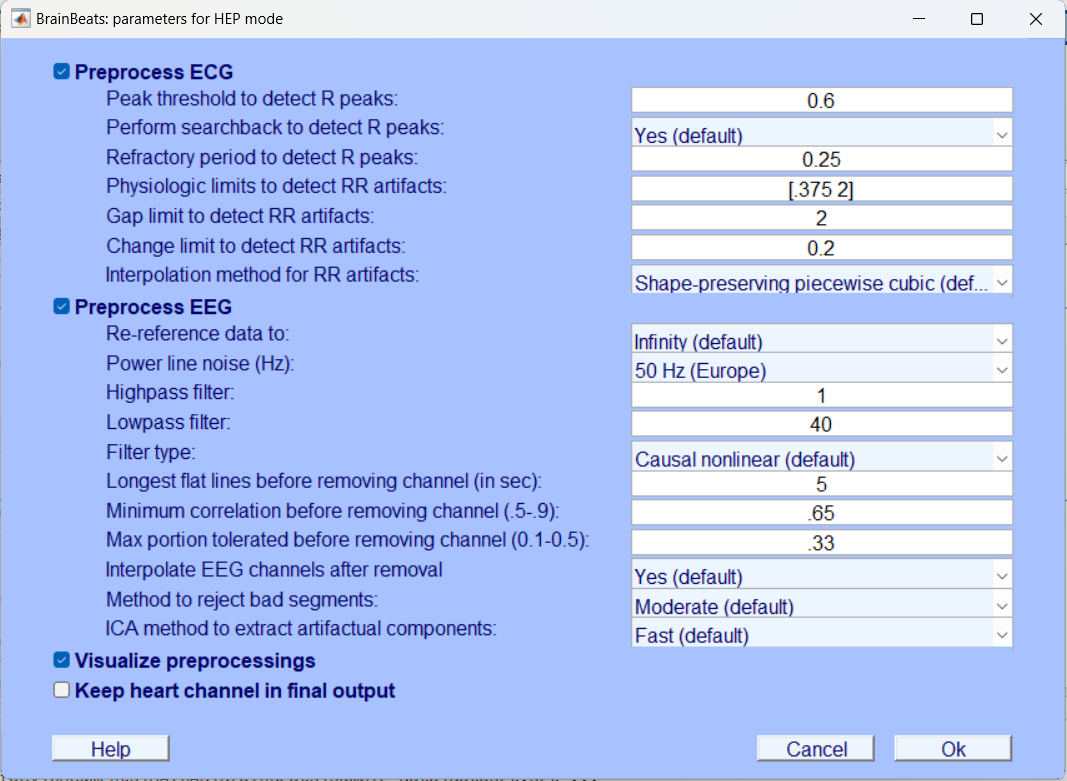 BrainBeats: parameters for HEP mode
Preprocess ECG
Peak threshold to detect R peaks: 0.6
Perform searchback to detect R peaks: Yes (default)
Refractory period to detect R peaks: 0.25
Physiologic limits to detect RR artifacts: [.375 2]
Gap limit to detect RR artifacts: 2
Change limit to detect RR artifacts: 0.2
Interpolation method for RR artifacts: Shape-preserving piecewise cubic (def...
Preprocess EEG
Re-reference data to: Infinity (default)
Power line noise (Hz): 50 Hz (Europe)
Highpass filter: 1
Lowpass filter: 40
Filter type: Causal nonlinear (default)
Longest flat lines before removing channel (in sec): 5
Minimum correlation before removing channel (.5-.9): .65
Max portion tolerated before removing channel (0.1-0.5): .33
Interpolate EEG channels after removal Yes (default)
Method to reject bad segments: Moderate (default)
ICA method to extract artifactual components: Fast (default)
Visualize preprocessings
Keep heart channel in final output
Help Cancel Ok